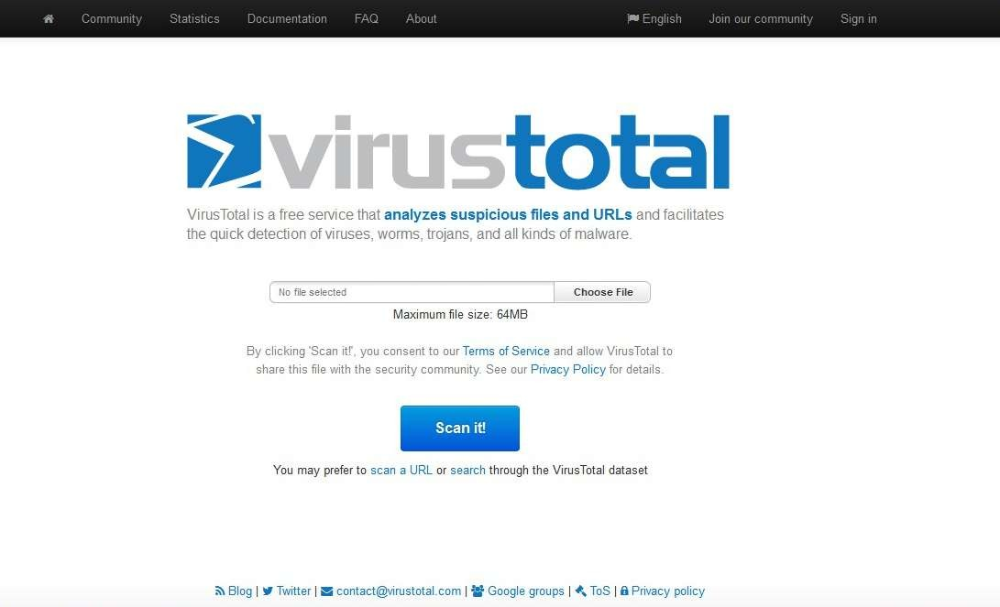 Community Statistics Documentation FAQ About English Join our community Sign in
virustotal
VirusTotal is a free service that analyzes suspicious files and URLs and facilitates
the quick detection of viruses, worms, trojans, and all kinds of malware.
No file selected Choose File
Maximum file size: 64MB
By clicking 'Scan it!', you consent to our Terms of Service and allow VirusTotal to
share this file with the security community. See our Privacy Policy for details.
Scan it!
You may prefer to scan a URL or search through the VirusTotal dataset
Blog | Twitter | contact@virustotal.com | Google groups | ToS | Privacy policy